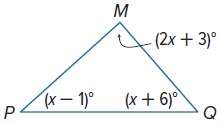 M
(2x + 3)°
(x − 1)°
(x + 6)°
P
Q